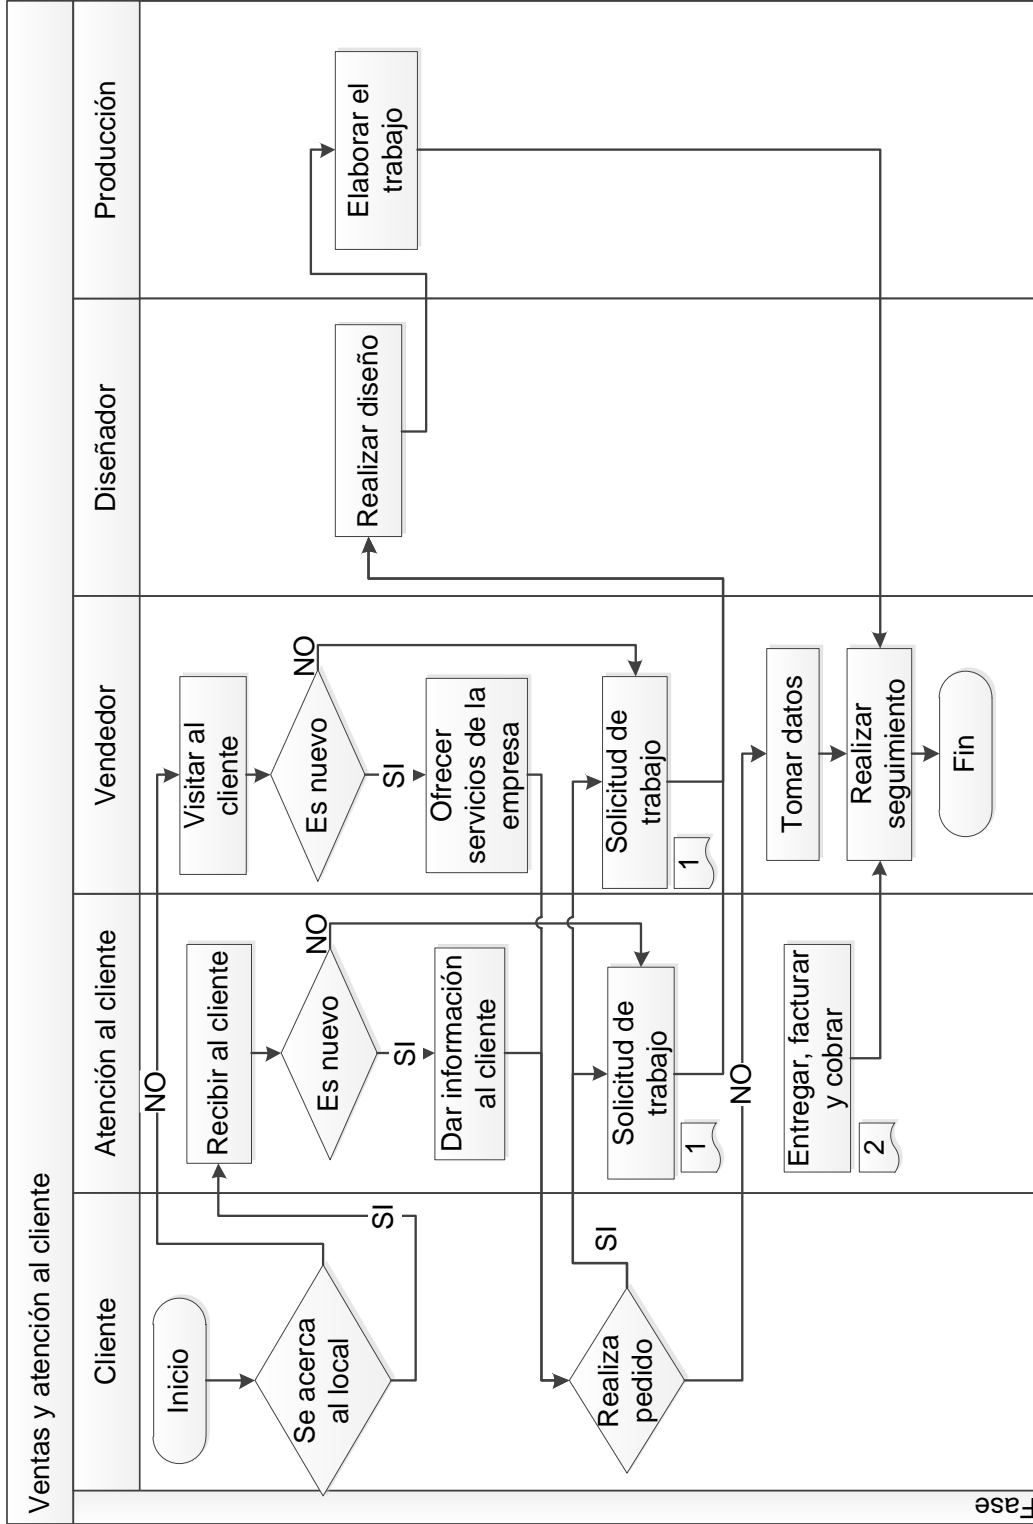 Ventas y atención al cliente
Fase
Cliente
Atención al cliente
Vendedor
Diseñador
Producción
Inicio
Se acerca
al local
NO
SI
Recibir al cliente
Es nuevo
NO
SI
Dar información
al cliente
Visitar al
cliente
Es nuevo
NO
SI
Ofrecer
servicios de la
empresa
Realiza
pedido
SI
NO
Solicitud de
trabajo
1
Solicitud de
trabajo
1
Realizar diseño
Elaborar el
trabajo
Entregar, facturar
y cobrar
2
Tomar datos
Realizar
seguimiento
Fin